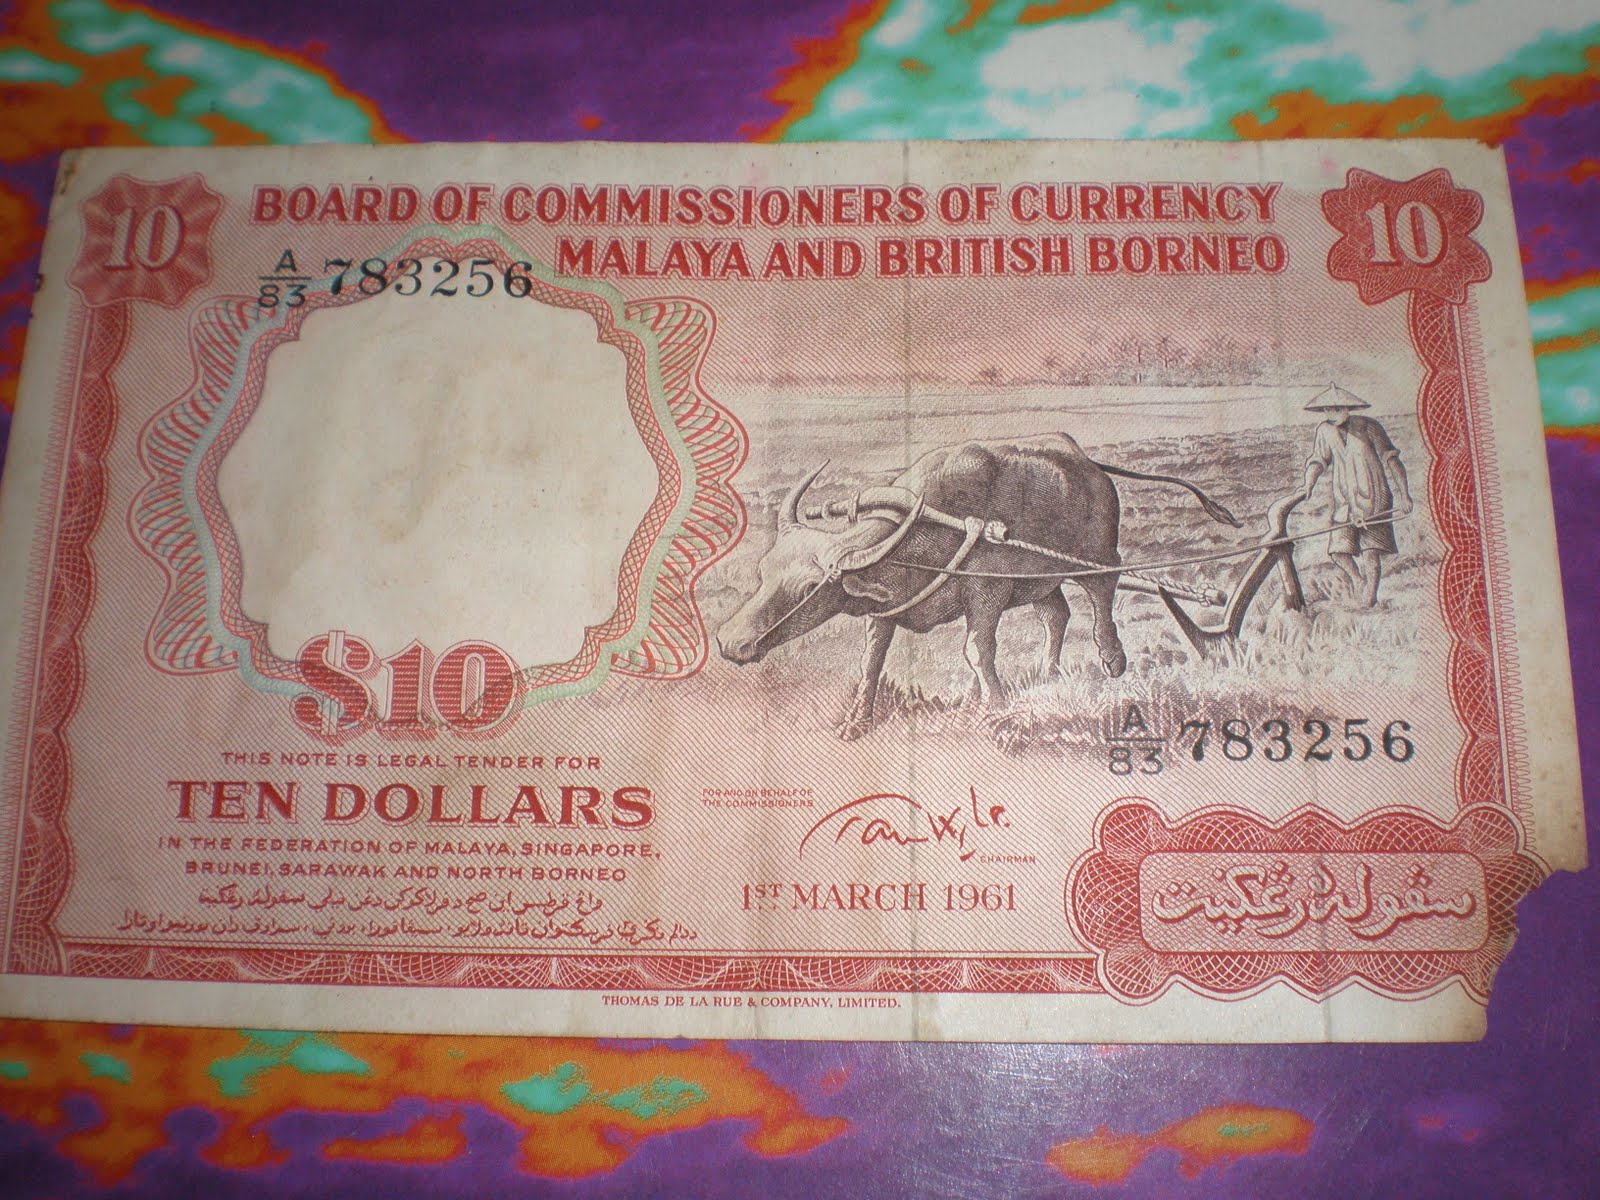 10
BOARD OF COMMISSIONERS OF CURRENCY
10
MALAYA AND BRITISH BORNEO
A/83 783256
$10
A/83 783256
THIS NOTE IS LEGAL TENDER FOR
TEN DOLLARS
IN THE FEDERATION OF MALAYA, SINGAPORE,
BRUNEI, SARAWAK AND NORTH BORNEO
FOR AND ON BEHALF OF
THE COMMISSIONERS
CHAIRMAN
1ST MARCH 1961
سڤوله رڠݢيت
THOMAS DE LA RUE & COMPANY, LIMITED.